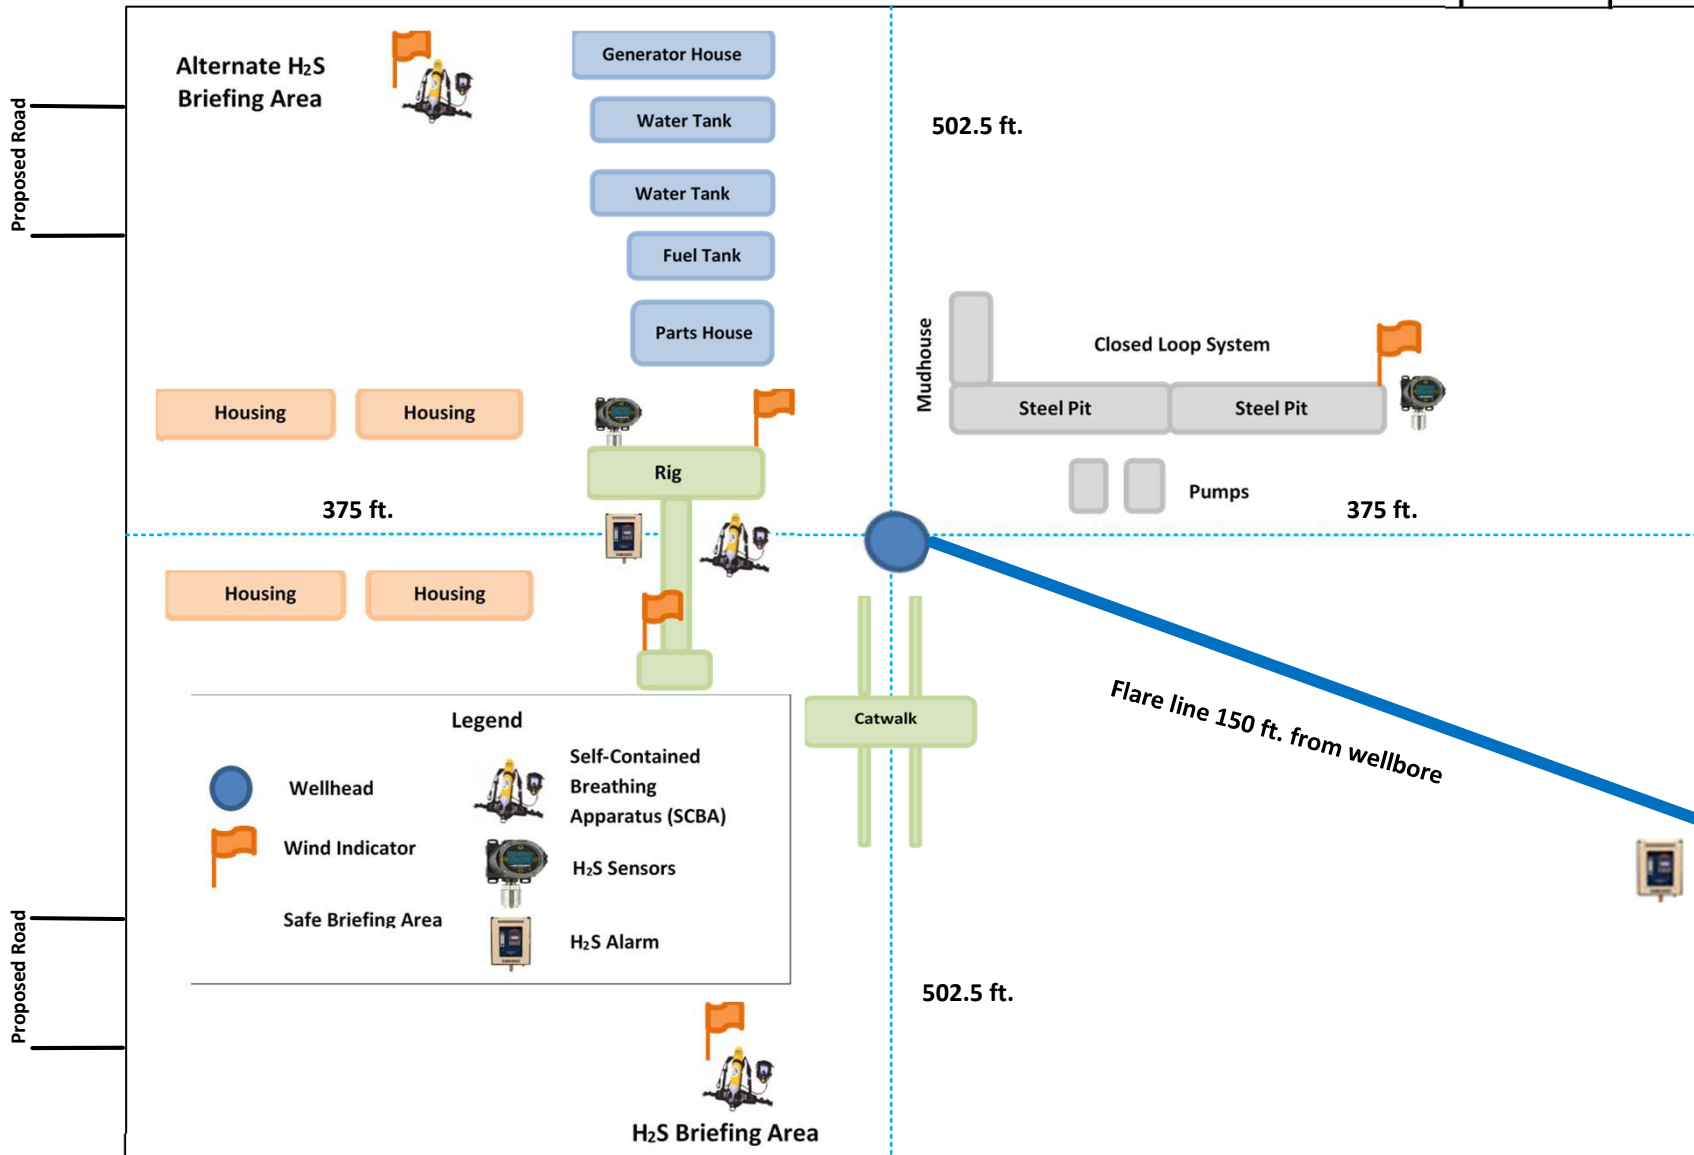 Alternate H₂S
Briefing Area
Generator House
Water Tank
Water Tank
Fuel Tank
Parts House
502.5 ft.
Proposed Road
Mudhouse
Closed Loop System
Steel Pit
Steel Pit
Pumps
Housing
Housing
Rig
375 ft.
375 ft.
Housing
Housing
Catwalk
Flare line 150 ft. from wellbore
Legend
Wellhead
Wind Indicator
Safe Briefing Area
Self-Contained
Breathing
Apparatus (SCBA)
H₂S Sensors
H₂S Alarm
Proposed Road
502.5 ft.
H₂S Briefing Area